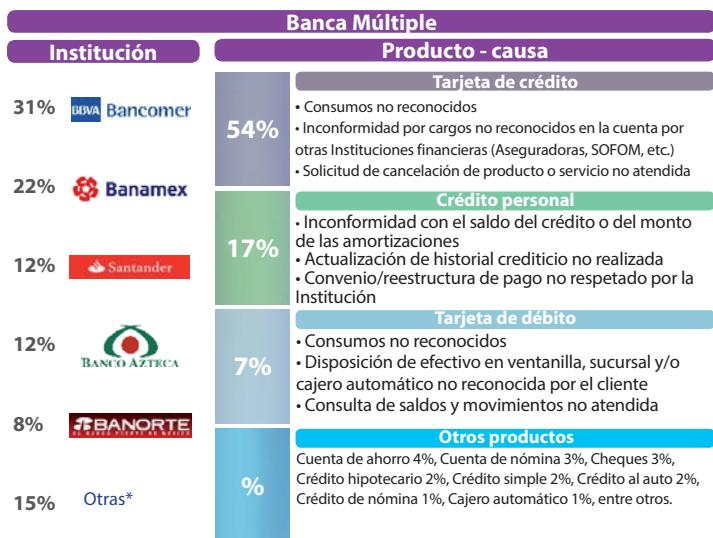 Banca Múltiple
Institución
Producto - causa
31%
BBVA Bancomer
22%
Banamex
12%
Santander
12%
BANCO AZTECA
8%
BANORTE
EL BANCO FUERTE DE MÉXICO
15%
Otras*
54%
Tarjeta de crédito
• Consumos no reconocidos
• Inconformidad por cargos no reconocidos en la cuenta por
otras Instituciones financieras (Aseguradoras, SOFOM, etc.)
• Solicitud de cancelación de producto o servicio no atendida
17%
Crédito personal
• Inconformidad con el saldo del crédito o del monto
de las amortizaciones
• Actualización de historial crediticio no realizada
• Convenio/reestructura de pago no respetado por la
Institución
7%
Tarjeta de débito
• Consumos no reconocidos
• Disposición de efectivo en ventanilla, sucursal y/o
cajero automático no reconocida por el cliente
• Consulta de saldos y movimientos no atendida
%
Otros productos
Cuenta de ahorro 4%, Cuenta de nómina 3%, Cheques 3%,
Crédito hipotecario 2%, Crédito simple 2%, Crédito al auto 2%,
Crédito de nómina 1%, Cajero automático 1%, entre otros.